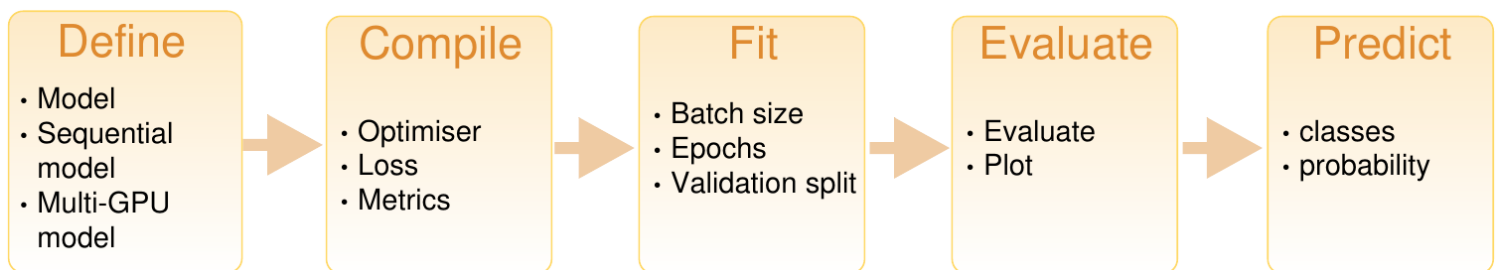 Define
• Model
• Sequential
model
• Multi-GPU
model
Compile
• Optimiser
• Loss
• Metrics
Fit
• Batch size
• Epochs
• Validation split
Evaluate
• Evaluate
• Plot
Predict
• classes
• probability